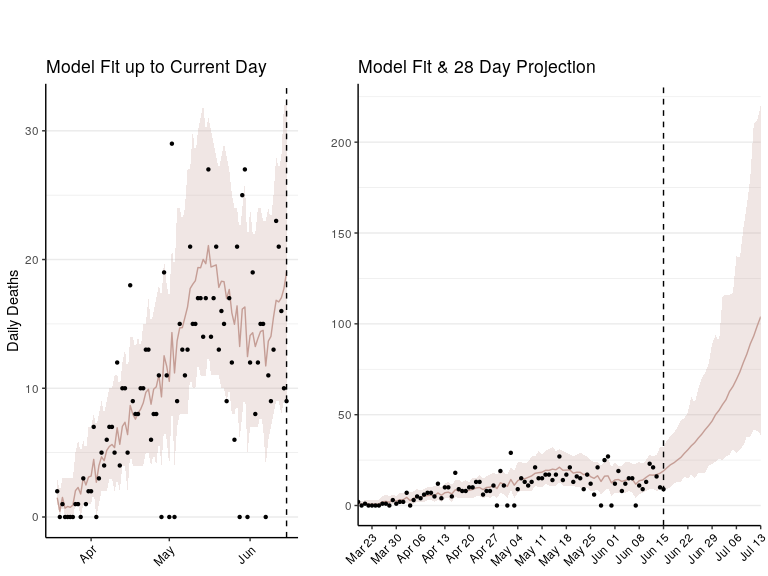 Model Fit up to Current Day
Daily Deaths
30
20
10
0
Apr
May
Jun
Model Fit & 28 Day Projection
200
150
100
50
0
Mar 23
Mar 30
Apr 06
Apr 13
Apr 20
Apr 27
May 04
May 11
May 18
May 25
Jun 01
Jun 08
Jun 15
Jun 22
Jun 29
Jul 06
Jul 13